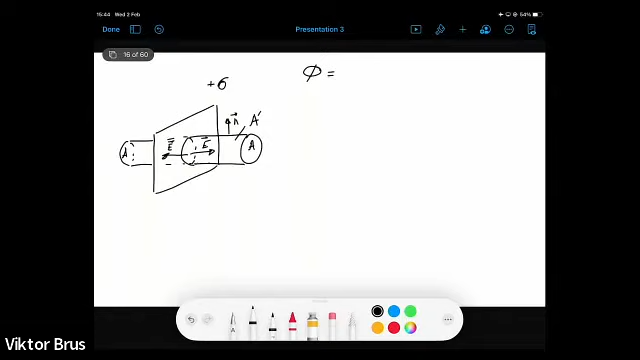 15:44 Wed 2 Feb
54%
Done
Presentation 3
16 of 60
+σ
Φ =
n⃗ A'
A E⃗ E⃗ A
Viktor Brus